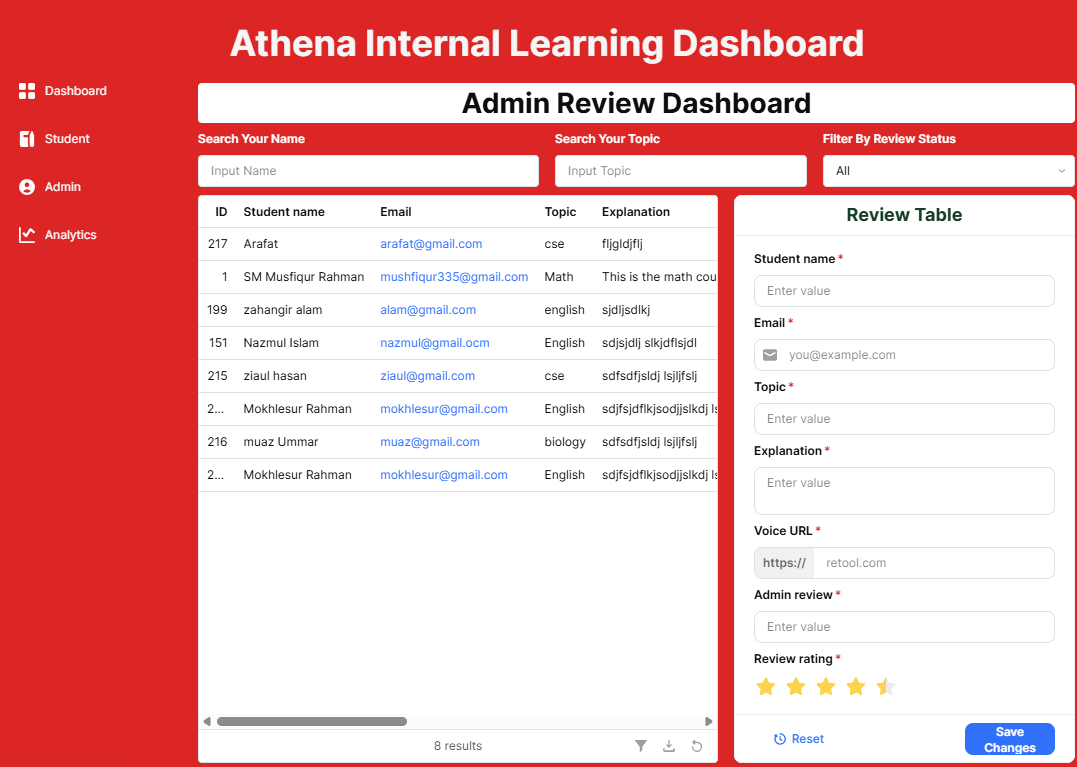 Athena Internal Learning Dashboard
Dashboard
Student
Admin
Analytics
Admin Review Dashboard
Search Your Name
Search Your Topic
Filter By Review Status
Input Name
Input Topic
All
ID Student name Email Topic Explanation
217 Arafat arafat@gmail.com cse fljgldjflj
1 SM Musfiqur Rahman mushfiqur335@gmail.com Math This is the math cou
199 zahangir alam alam@gmail.com english sjdljsdlkj
151 Nazmul Islam nazmul@gmail.ocm English sdjsjdlj slkjdflsjdl
215 ziaul hasan ziaul@gmail.com cse sdfsdfjsldj lsjljfslj
2... Mokhlesur Rahman mokhlesur@gmail.com English sdjfsjdflkjsodjjslkdj ls
216 muaz Ummar muaz@gmail.com biology sdfsdfjsldj lsjljfslj
2... Mokhlesur Rahman mokhlesur@gmail.com English sdjfsjdflkjsodjjslkdj ls
8 results
Review Table
Student name *
Enter value
Email *
you@example.com
Topic *
Enter value
Explanation *
Enter value
Voice URL *
https:// retool.com
Admin review *
Enter value
Review rating *
Reset
Save
Changes